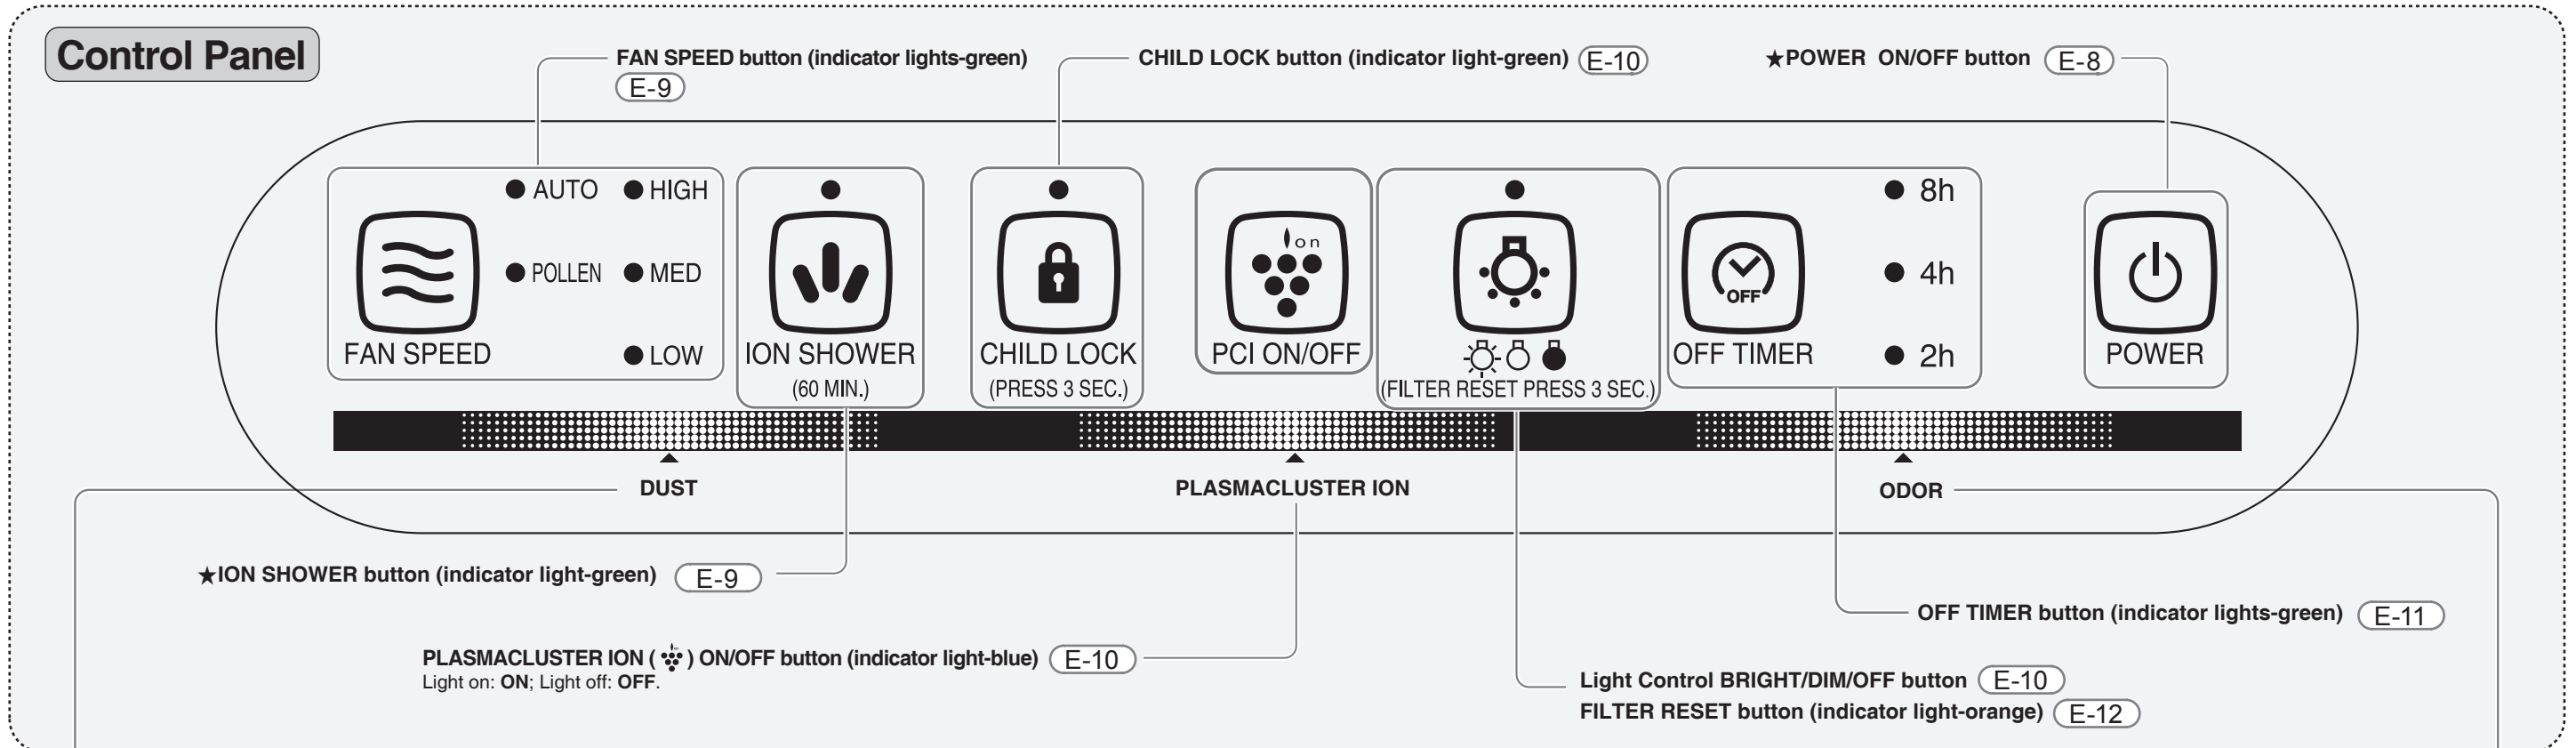 Control Panel
FAN SPEED button (indicator lights-green)
E-9
CHILD LOCK button (indicator light-green) E-10
★POWER ON/OFF button E-8
AUTO HIGH
POLLEN MED
LOW
FAN SPEED
ION SHOWER
(60 MIN.)
CHILD LOCK
(PRESS 3 SEC.)
ion
PCI ON/OFF
(FILTER RESET PRESS 3 SEC.)
OFF
OFF TIMER
8h
4h
2h
POWER
DUST
PLASMACLUSTER ION
ODOR
★ION SHOWER button (indicator light-green) E-9
OFF TIMER button (indicator lights-green) E-11
PLASMACLUSTER ION ( ) ON/OFF button (indicator light-blue) E-10
Light on: ON; Light off: OFF.
Light Control BRIGHT/DIM/OFF button E-10
FILTER RESET button (indicator light-orange) E-12